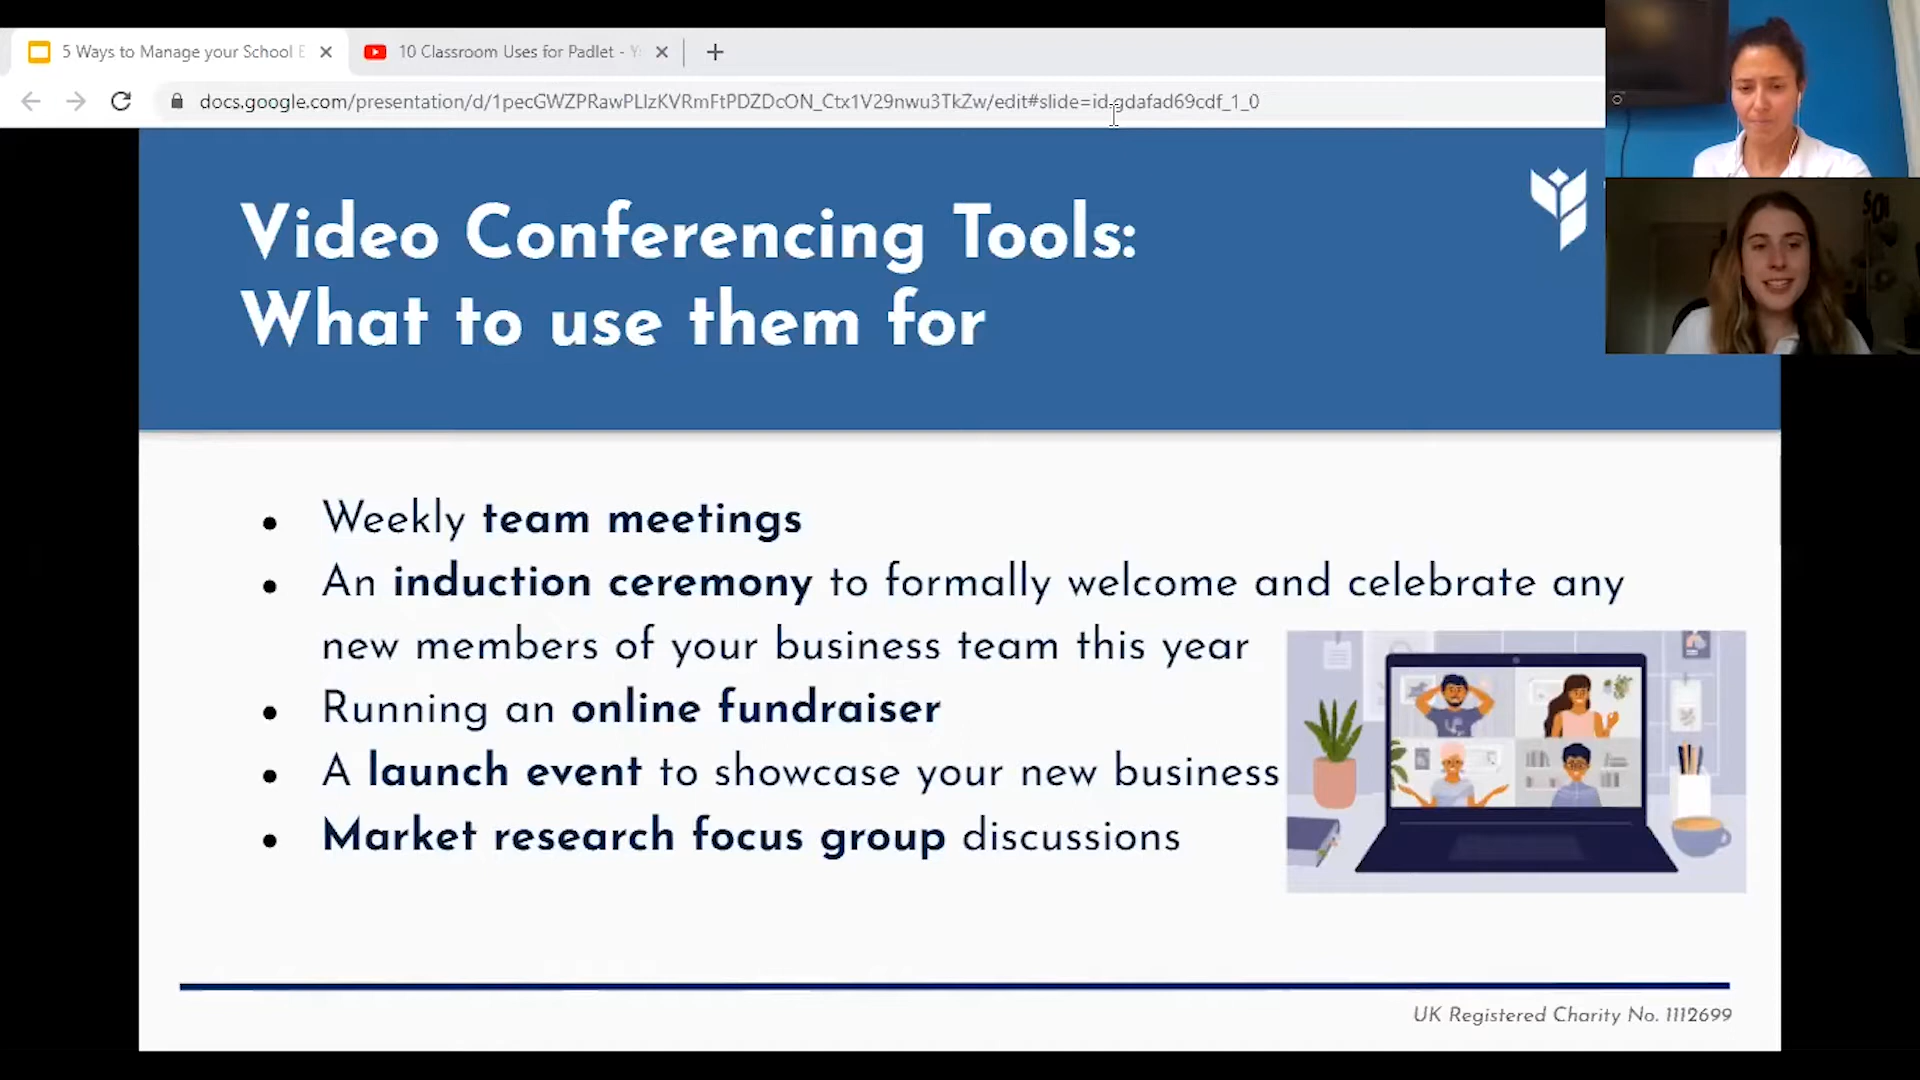 5 Ways to Manage your School E
10 Classroom Uses for Padlet - Y
docs.google.com/presentation/d/1pecGWZPRawPLIzKVRmFtPDZDcON_Ctx1V29nwu3TkZw/edit#slide=id.gdafad69cdf_1_0
Video Conferencing Tools:
What to use them for
• Weekly team meetings
• An induction ceremony to formally welcome and celebrate any
new members of your business team this year
• Running an online fundraiser
• A launch event to showcase your new business
• Market research focus group discussions
UK Registered Charity No. 1112699